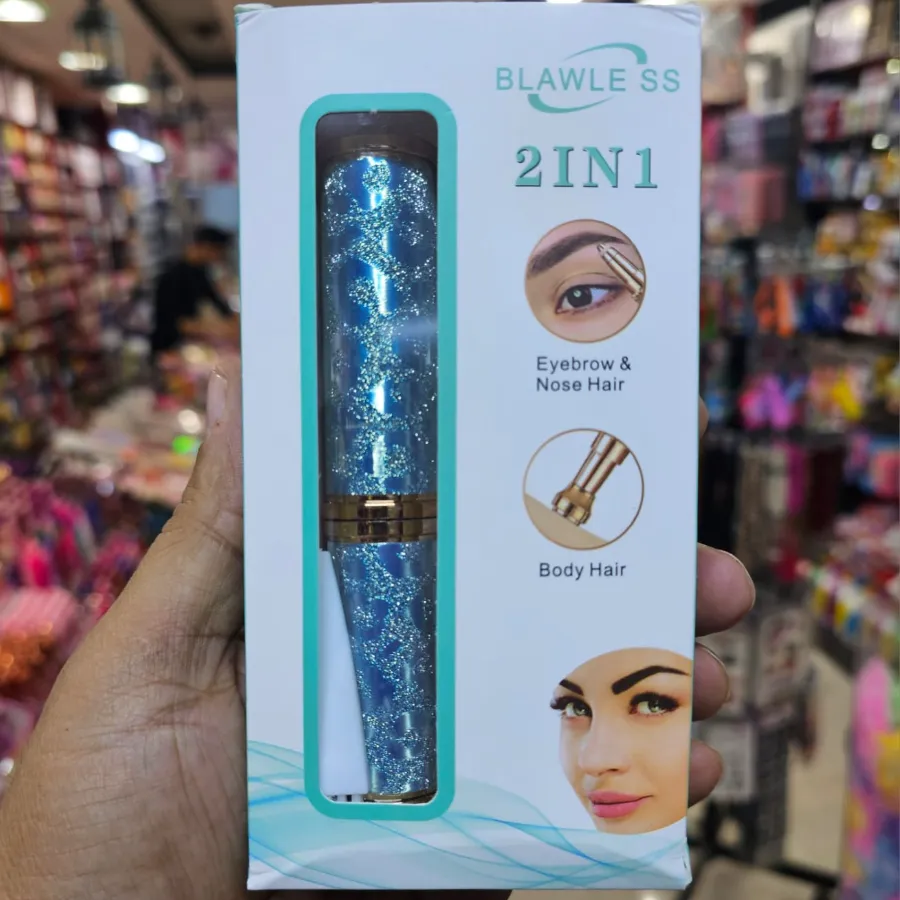 BLAWLE SS
2IN1
Eyebrow &
Nose Hair
Body Hair